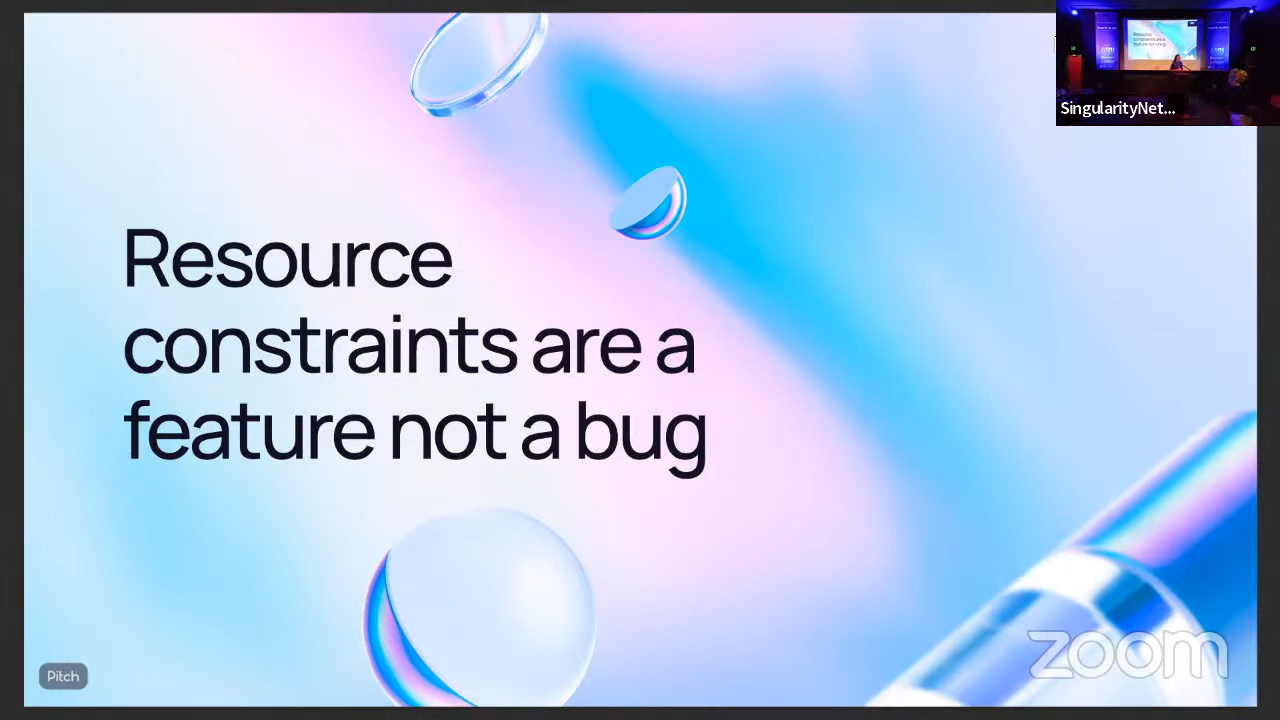 Resource
constraints are a
feature not a bug
SingularityNet...
Pitch
zoom